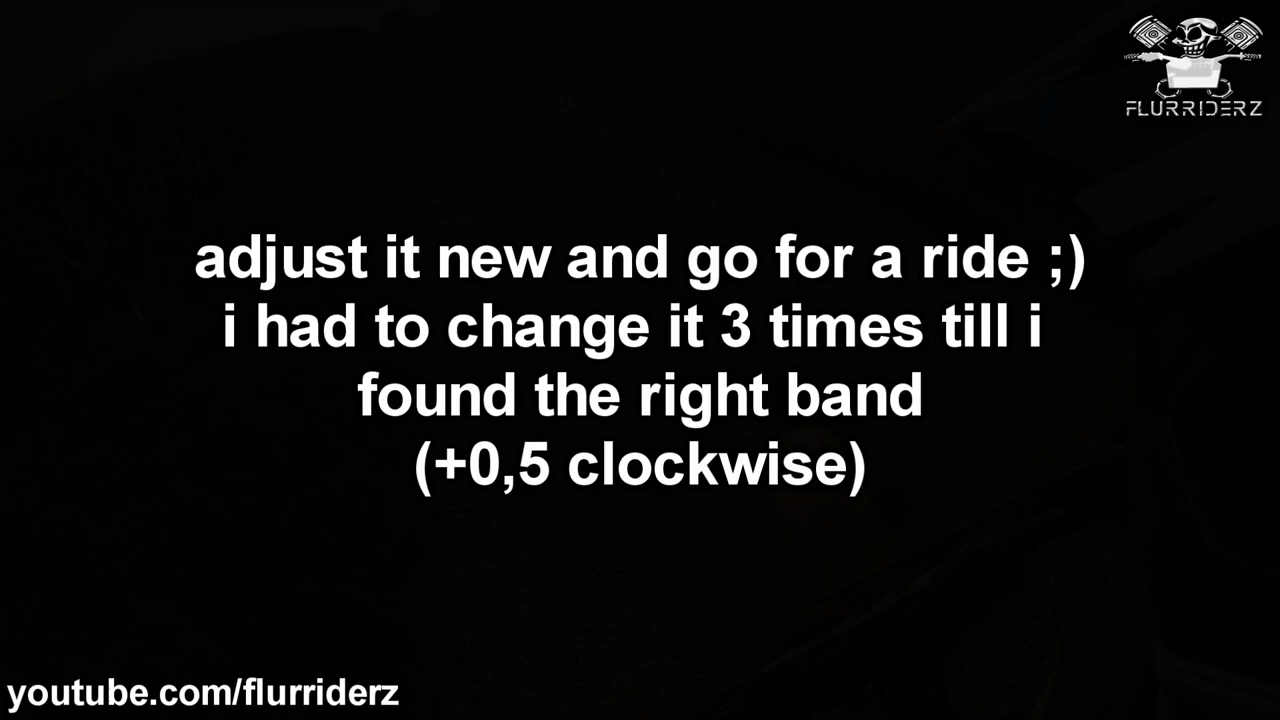 FLURRIDERZ
adjust it new and go for a ride ;)
i had to change it 3 times till i
found the right band
(+0,5 clockwise)
youtube.com/flurriderz